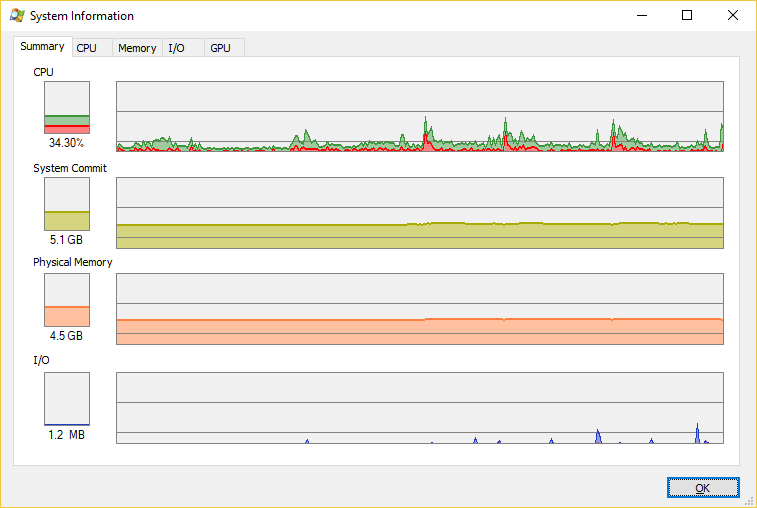 System Information
Summary CPU Memory I/O GPU
CPU
34.30%
System Commit
5.1 GB
Physical Memory
4.5 GB
I/O
1.2 MB
OK